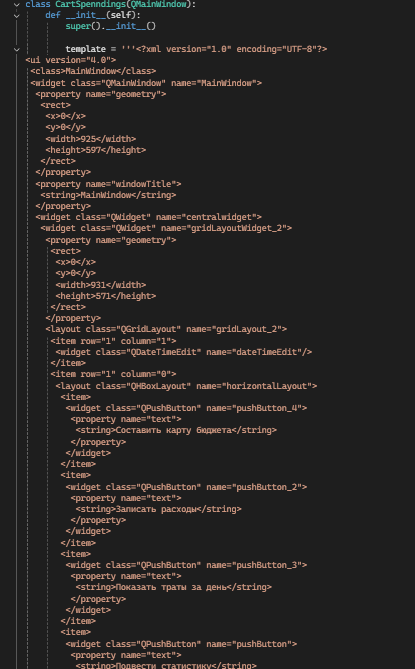 class CartSpenndings(QMainWindow):
def __init__(self):
super().__init__()
template = '''<?xml version="1.0" encoding="UTF-8"?>
<ui version="4.0">
<class>MainWindow</class>
<widget class="QMainWindow" name="MainWindow">
<property name="geometry">
<rect>
<x>0</x>
<y>0</y>
<width>925</width>
<height>597</height>
</rect>
</property>
<property name="windowTitle">
<string>MainWindow</string>
</property>
<widget class="QWidget" name="centralwidget">
<widget class="QWidget" name="gridLayoutWidget_2">
<property name="geometry">
<rect>
<x>0</x>
<y>0</y>
<width>931</width>
<height>571</height>
</rect>
</property>
<layout class="QGridLayout" name="gridLayout_2">
<item row="1" column="1">
<widget class="QDateTimeEdit" name="dateTimeEdit"/>
</item>
<item row="1" column="0">
<layout class="QHBoxLayout" name="horizontalLayout">
<item>
<widget class="QPushButton" name="pushButton_4">
<property name="text">
<string>Составить карту бюджета</string>
</property>
</widget>
</item>
<item>
<widget class="QPushButton" name="pushButton_2">
<property name="text">
<string>Записать расходы</string>
</property>
</widget>
</item>
<item>
<widget class="QPushButton" name="pushButton_3">
<property name="text">
<string>Показать траты за день</string>
</property>
</widget>
</item>
<item>
<widget class="QPushButton" name="pushButton">
<property name="text">
<string>Подвести статистику</string>